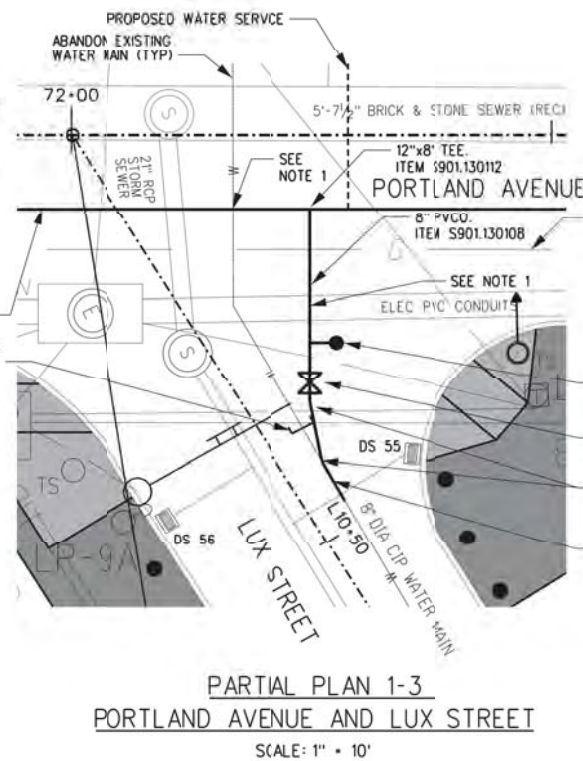 PROPOSED WATER SERVCE
ABANDON EXISTING
WATER MAIN (TYP)
72+00
5'-7½" BRICK & STONE SEWER (REC)
S
21" RCP
STORM
SEWER
W
SEE
NOTE 1
12"x8" TEE.
ITEM S901.130112
PORTLAND AVENUE
8" PVCO.
ITEM S901.130108
G
SEE NOTE 1
ELEC PVC CONDUITS
E
S
TS
DS 55
TS
DS 56
LP-9A
LUX STREET
L10+50
8" DIA CIP WATER MAIN
PARTIAL PLAN 1-3
PORTLAND AVENUE AND LUX STREET
SCALE: 1" = 10'